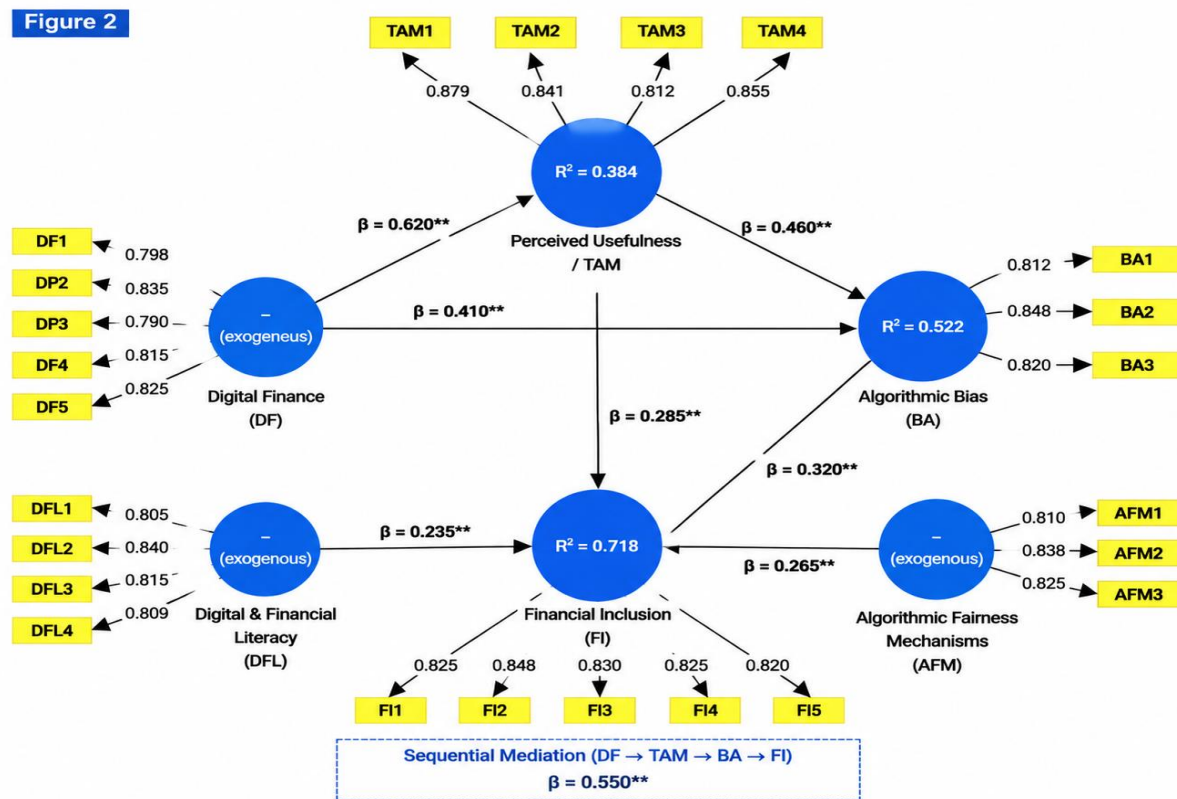 Figure 2
TAM1
TAM2
TAM3
TAM4
0.879
0.841
0.812
0.855
R² = 0.384
Perceived Usefulness
/ TAM
β = 0.620**
β = 0.460**
DF1
DP2
DP3
DF4
DF5
0.798
0.835
0.790
0.815
0.825
–
(exogeneus)
Digital Finance
(DF)
β = 0.410**
R² = 0.522
Algorithmic Bias
(BA)
0.812
0.848
0.820
BA1
BA2
BA3
β = 0.285**
β = 0.320**
DFL1
DFL2
DFL3
DFL4
0.805
0.840
0.815
0.809
–
(exogenous)
Digital & Financial
Literacy
(DFL)
β = 0.235**
R² = 0.718
Financial Inclusion
(FI)
β = 0.265**
–
(exogenous)
Algorithmic Fairness
Mechanisms
(AFM)
0.810
0.838
0.825
AFM1
AFM2
AFM3
0.825
0.848
0.830
0.825
0.820
FI1
FI2
FI3
FI4
FI5
Sequential Mediation (DF → TAM → BA → FI)
β = 0.550**